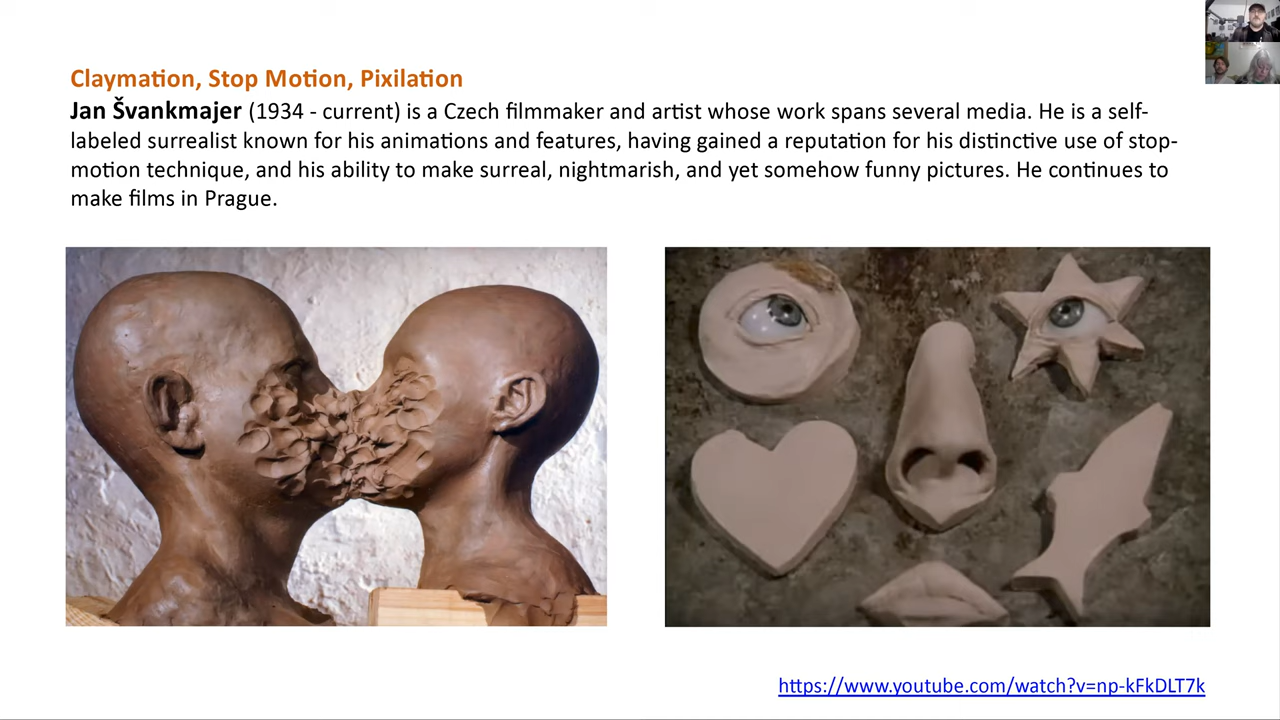 Claymation, Stop Motion, Pixilation
Jan Švankmajer (1934 - current) is a Czech filmmaker and artist whose work spans several media. He is a self-
labeled surrealist known for his animations and features, having gained a reputation for his distinctive use of stop-
motion technique, and his ability to make surreal, nightmarish, and yet somehow funny pictures. He continues to
make films in Prague.
https://www.youtube.com/watch?v=np-kFkDLT7k